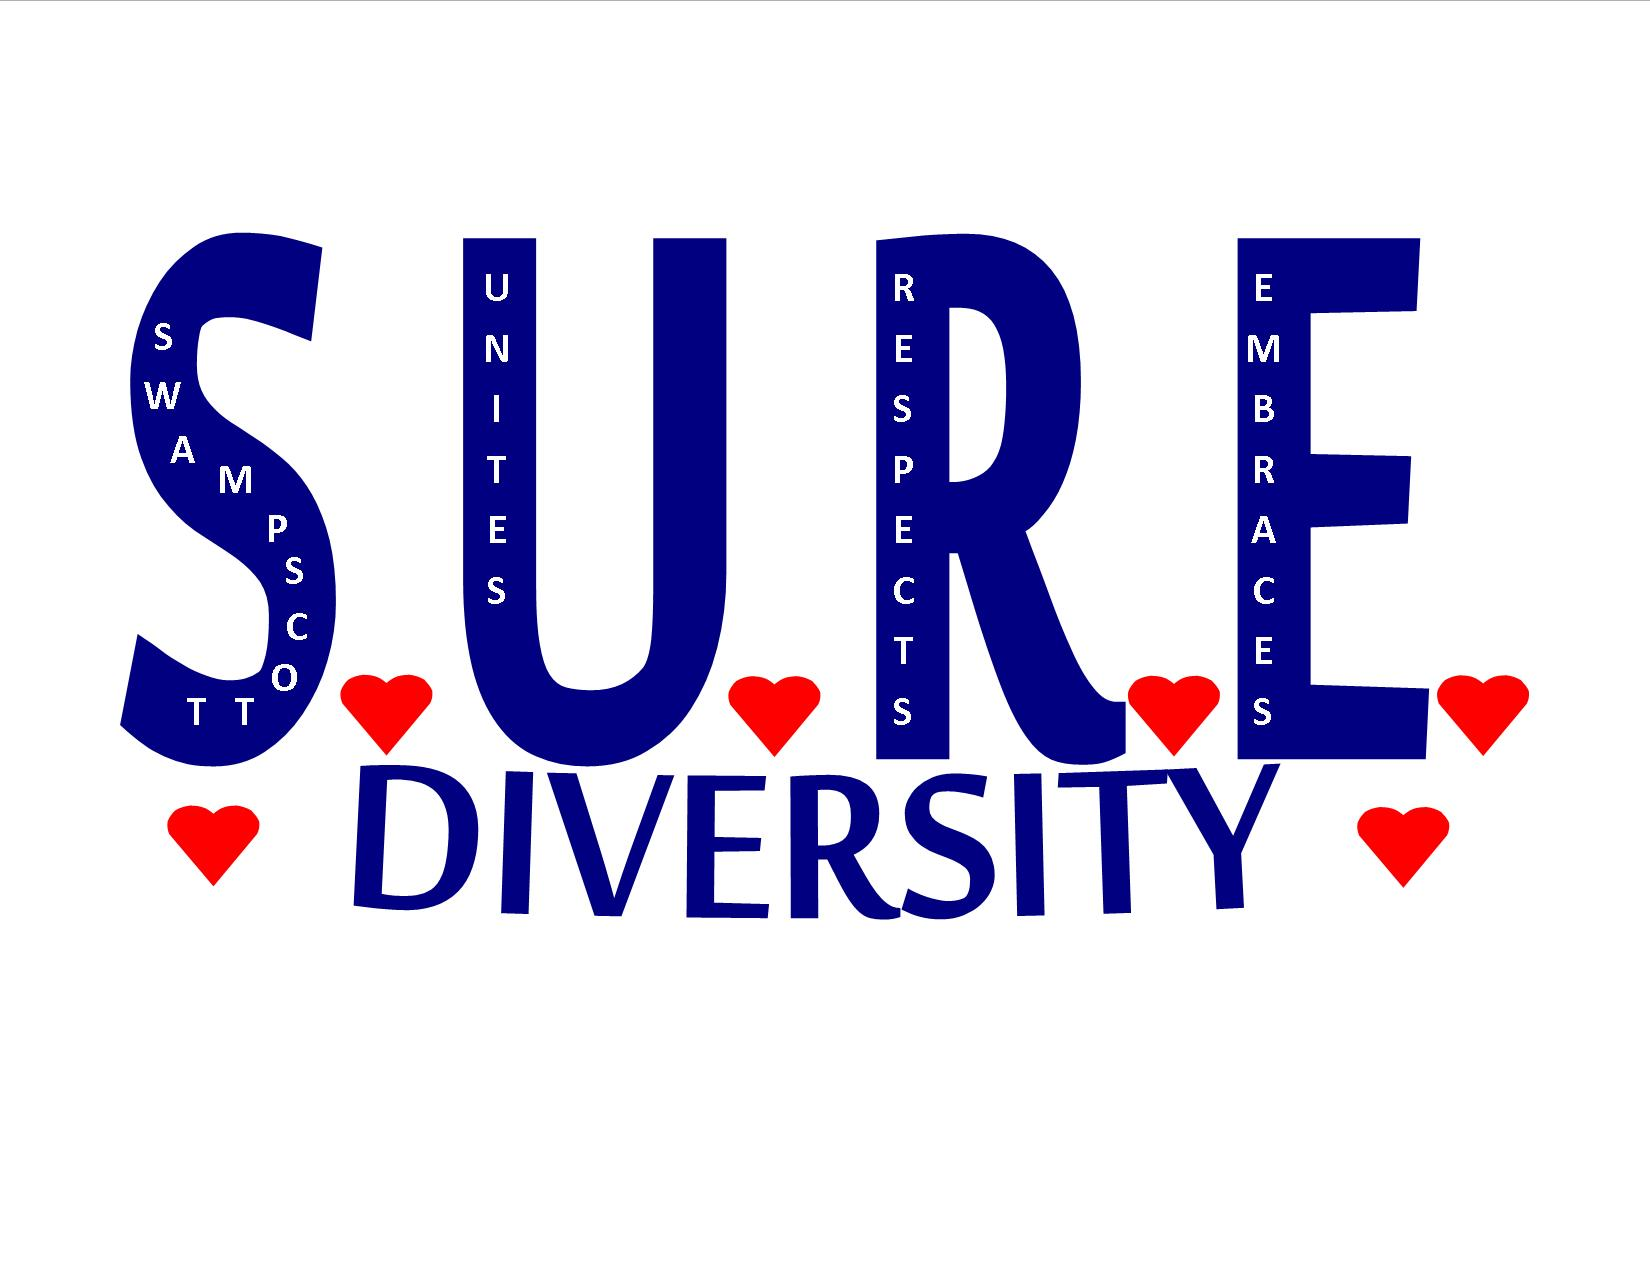 S.U.R.E.
SWAMPSCOTT
UNITES
RESPECTS
EMBRACES
DIVERSITY